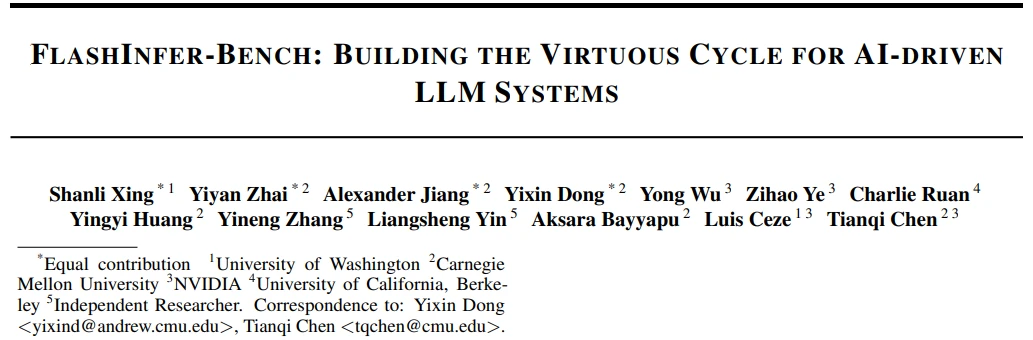 FLASHINFER-BENCH: BUILDING THE VIRTUOUS CYCLE FOR AI-DRIVEN
LLM SYSTEMS
Shanli Xing * 1 Yiyan Zhai * 2 Alexander Jiang * 2 Yixin Dong * 2 Yong Wu 3 Zihao Ye 3 Charlie Ruan 4
Yingyi Huang 2 Yineng Zhang 5 Liangsheng Yin 5 Aksara Bayyapu 2 Luis Ceze 1 3 Tianqi Chen 2 3
*Equal contribution 1University of Washington 2Carnegie
Mellon University 3NVIDIA 4University of California, Berke-
ley 5Independent Researcher. Correspondence to: Yixin Dong
<yixind@andrew.cmu.edu>, Tianqi Chen <tqchen@cmu.edu>.